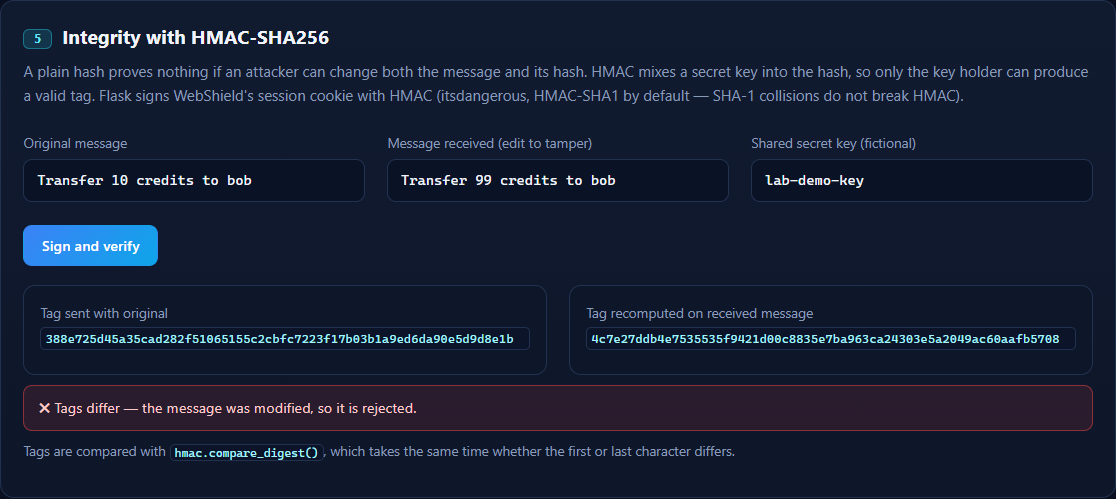 5 Integrity with HMAC-SHA256
A plain hash proves nothing if an attacker can change both the message and its hash. HMAC mixes a secret key into the hash, so only the key holder can produce
a valid tag. Flask signs WebShield's session cookie with HMAC (itsdangerous, HMAC-SHA1 by default — SHA-1 collisions do not break HMAC).
Original message
Transfer 10 credits to bob
Message received (edit to tamper)
Transfer 99 credits to bob
Shared secret key (fictional)
lab-demo-key
Sign and verify
Tag sent with original
388e725d45a35cad282f51065155c2cbfc7223f17b03b1a9ed6da90e5d9d8e1b
Tag recomputed on received message
4c7e27ddb4e7535535f9421d00c8835e7ba963ca24303e5a2049ac60aafb5708
❌ Tags differ — the message was modified, so it is rejected.
Tags are compared with hmac.compare_digest(), which takes the same time whether the first or last character differs.